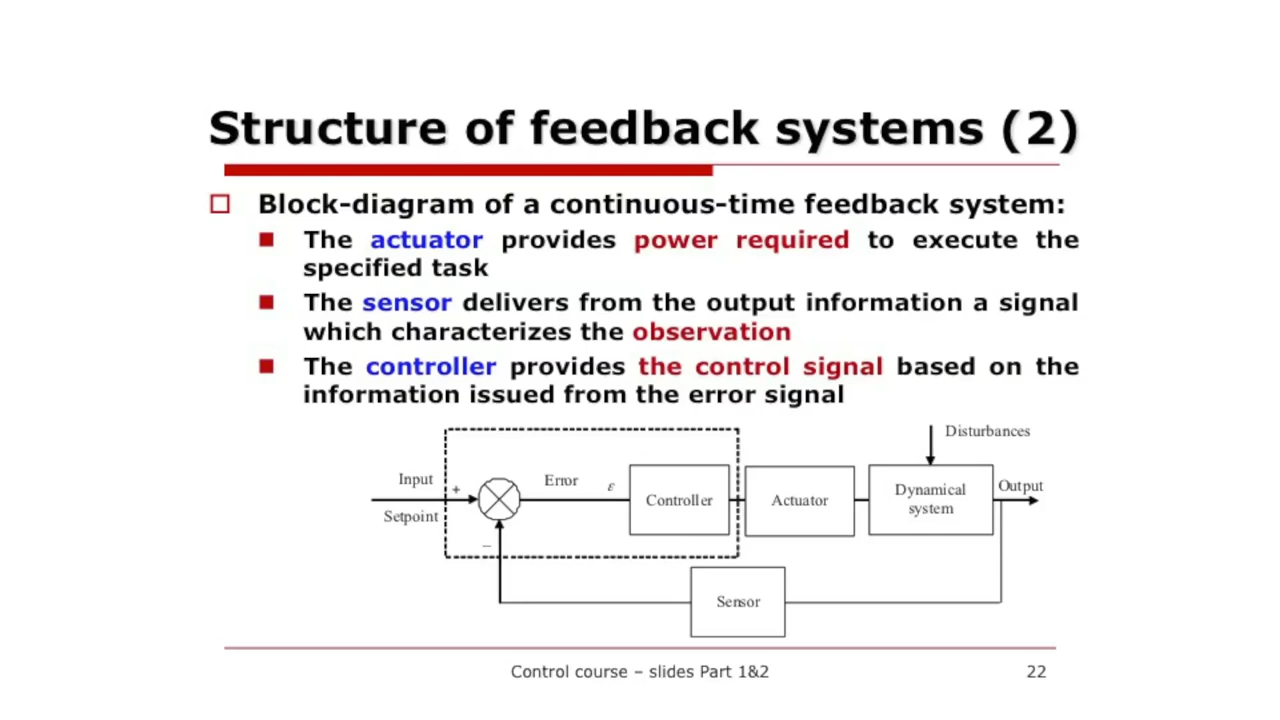 Structure of feedback systems (2)
Block-diagram of a continuous-time feedback system:
The actuator provides power required to execute the
specified task
The sensor delivers from the output information a signal
which characterizes the observation
The controller provides the control signal based on the
information issued from the error signal
Disturbances
Input
+
Error
ε
Controller
Actuator
Dynamical
system
Output
Setpoint
–
Sensor
Control course – slides Part 1&2
22